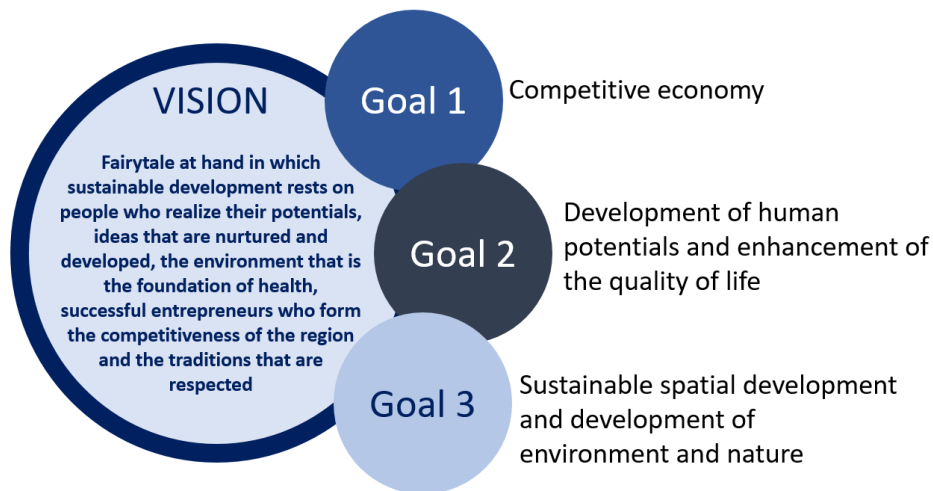 VISION
Fairytale at hand in which
sustainable development rests on
people who realize their potentials,
ideas that are nurtured and
developed, the environment that is
the foundation of health,
successful entrepreneurs who form
the competitiveness of the region
and the traditions that are
respected
Goal 1
Competitive economy
Goal 2
Development of human
potentials and enhancement of
the quality of life
Goal 3
Sustainable spatial development
and development of
environment and nature